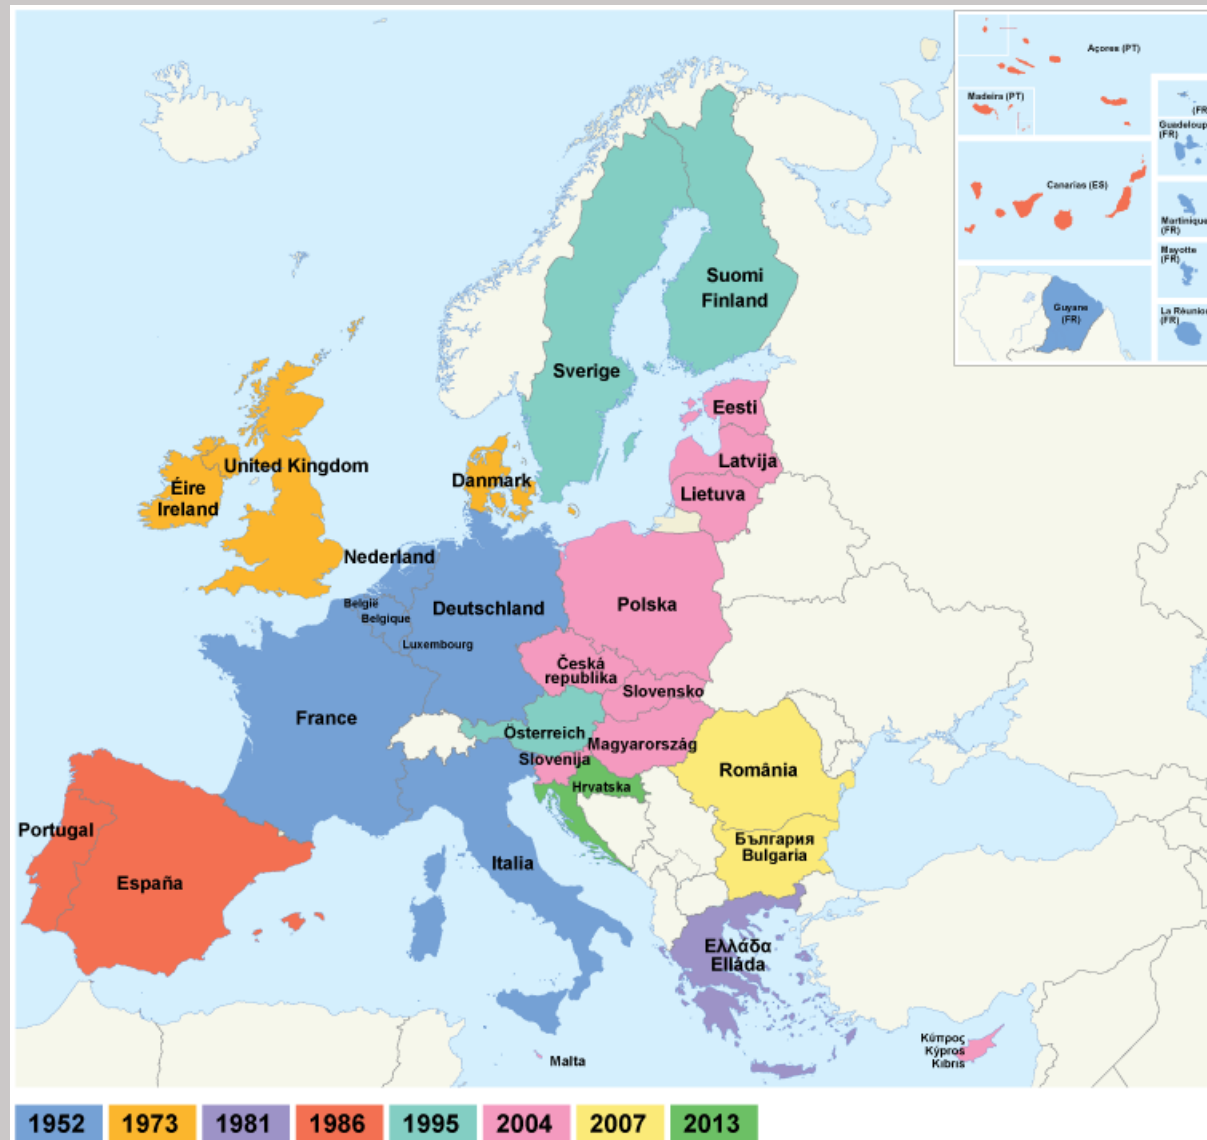 Açores (PT)
Madeira (PT)
(FR
Guadeloup
(FR)
Canarias (ES)
Martinique
(FR)
Mayotte
(FR)
Guyane
(FR)
La Réunion
(FR)
Suomi
Finland
Sverige
Eesti
Latvija
Lietuva
United Kingdom
Éire
Ireland
Danmark
Nederland
België
Belgique
Luxembourg
Deutschland
Polska
Česká
republika
Slovensko
France
Österreich
Magyarország
Slovenija
Hrvatska
România
България
Bulgaria
Portugal
España
Italia
Ελλάδα
Elláda
Κύπρος
Kýpros
Kibris
Malta
1952 1973 1981 1986 1995 2004 2007 2013